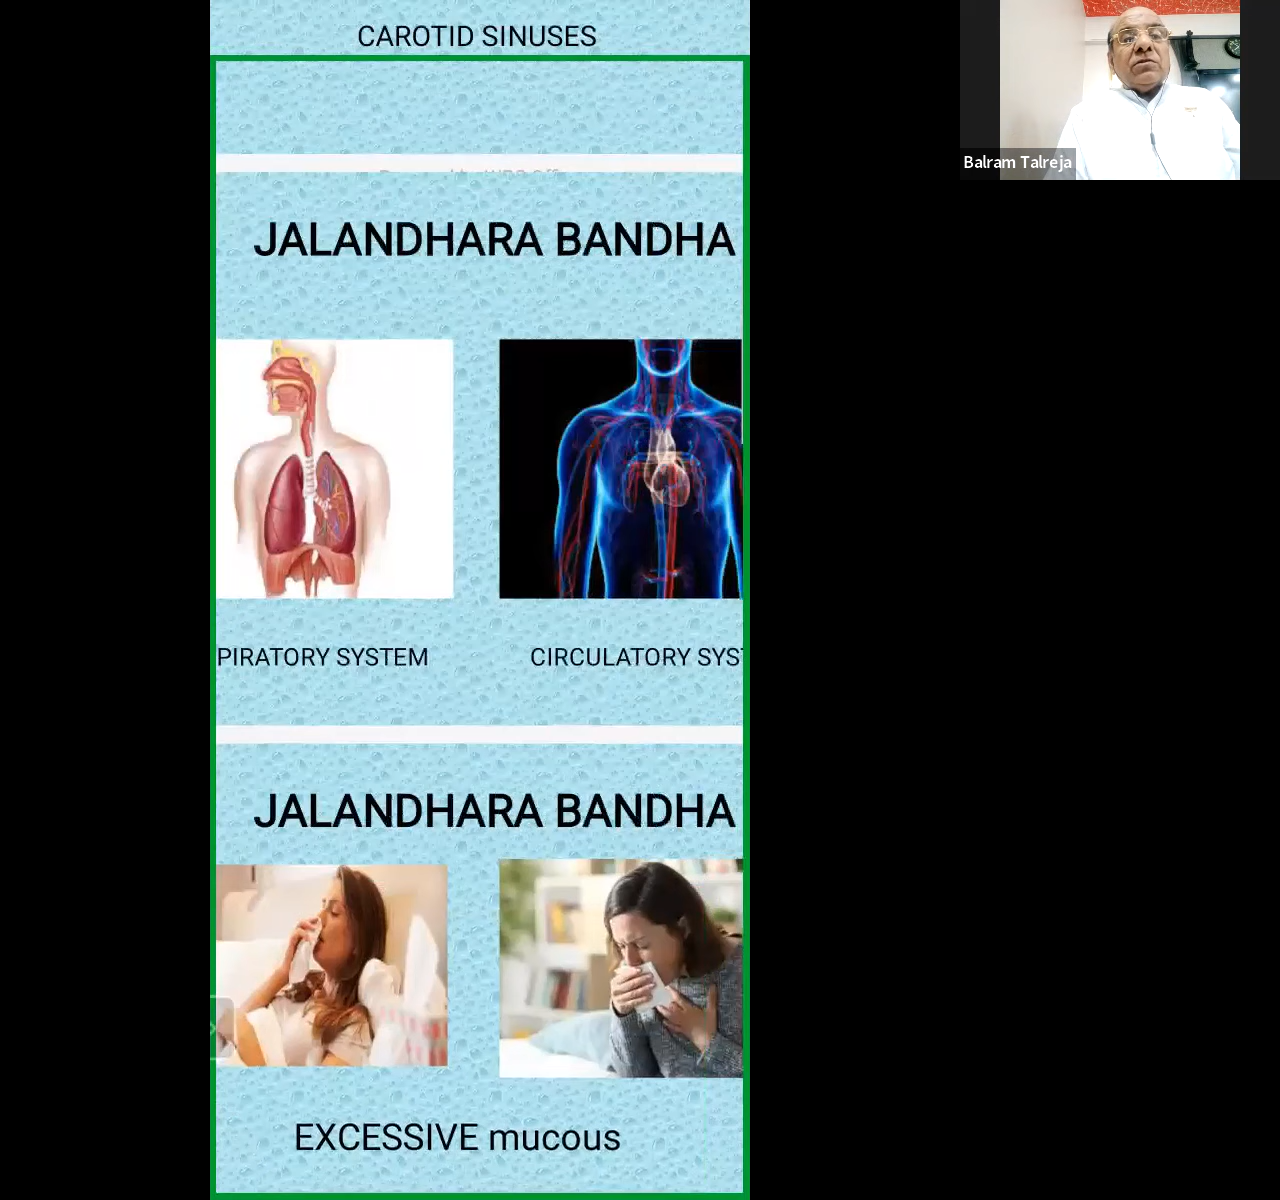 CAROTID SINUSES
JALANDHARA BANDHA
PIRATORY SYSTEM
CIRCULATORY SYS
JALANDHARA BANDHA
EXCESSIVE mucous
Balram Talreja